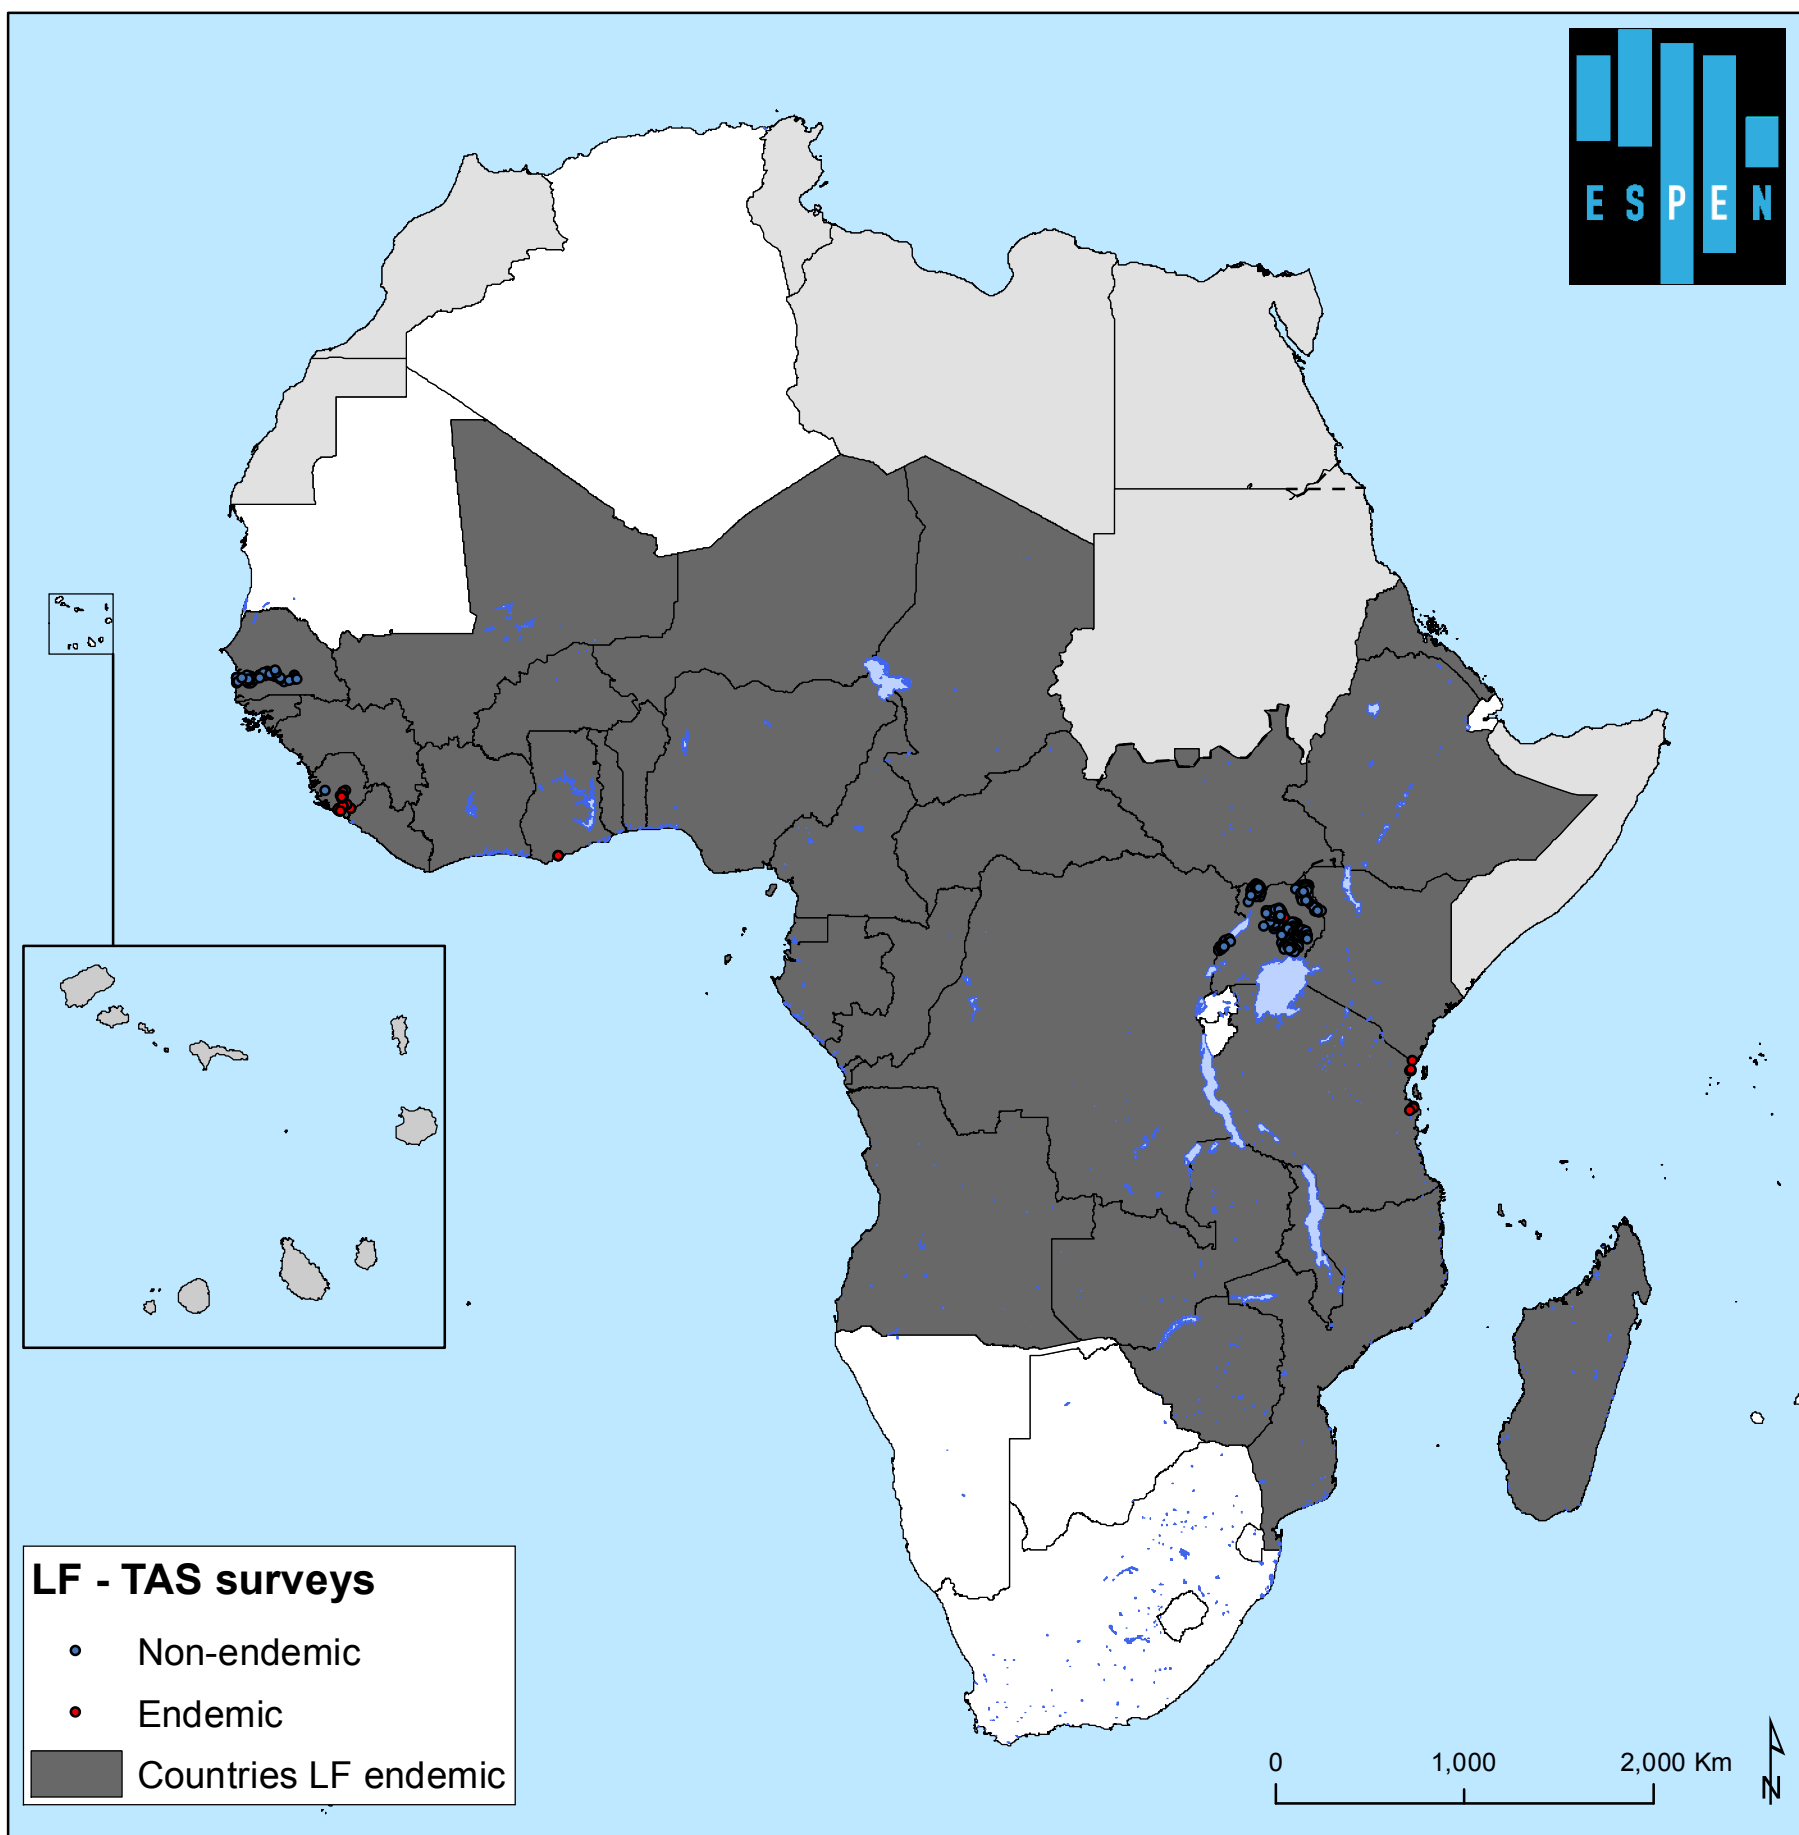 ESPEN
LF - TAS surveys
Non-endemic
Endemic
Countries LF endemic
0 1,000 2,000 Km
N